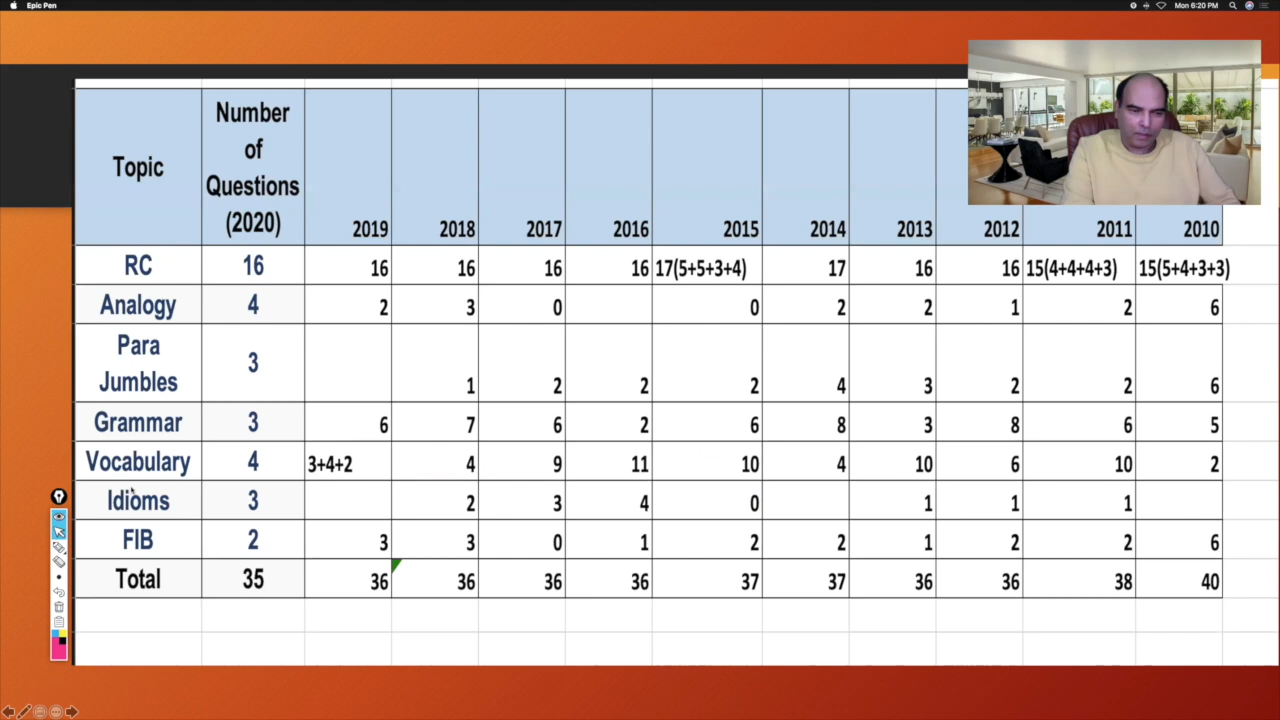 Epic Pen
Mon 6:20 PM
Topic
Number
of
Questions
(2020)
2019 2018 2017 2016 2015 2014 2013 2012 2011 2010
RC 16 16 16 16 16 17(5+5+3+4) 17 16 16 15(4+4+4+3) 15(5+4+3+3)
Analogy 4 2 3 0 0 2 2 1 2 6
Para
Jumbles 3 1 2 2 2 4 3 2 2 6
Grammar 3 6 7 6 2 6 8 3 8 6 5
Vocabulary 4 3+4+2 4 9 11 10 4 10 6 10 2
Idioms 3 2 3 4 0 1 1 1
FIB 2 3 3 0 1 2 2 1 2 2 6
Total 35 36 36 36 36 37 37 36 36 38 40